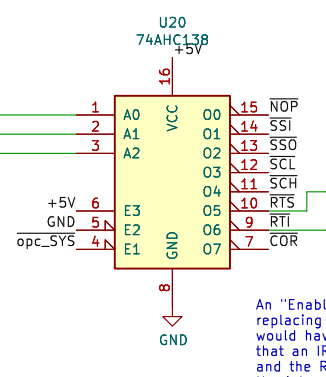 U20
74AHC138
+5V
16
VCC
1 A0 O0 15 NOP
2 A1 O1 14 SSI
3 A2 O2 13 SSO
O3 12 SCL
O4 11 SCH
+5V 6 E3 O5 10 RTS
GND 5 E2 O6 9 RTI
opc_SYS 4 E1 O7 7 COR
GND
8
GND
An "Enabl
replacing
would hav
that an IR
and the R